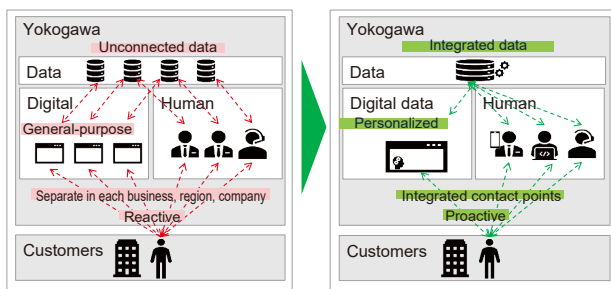 Yokogawa
Unconnected data
Data
Digital
Human
General-purpose
Separate in each business, region, company
Reactive
Customers
Yokogawa
Integrated data
Data
Digital data
Human
Personalized
</>
Integrated contact points
Proactive
Customers